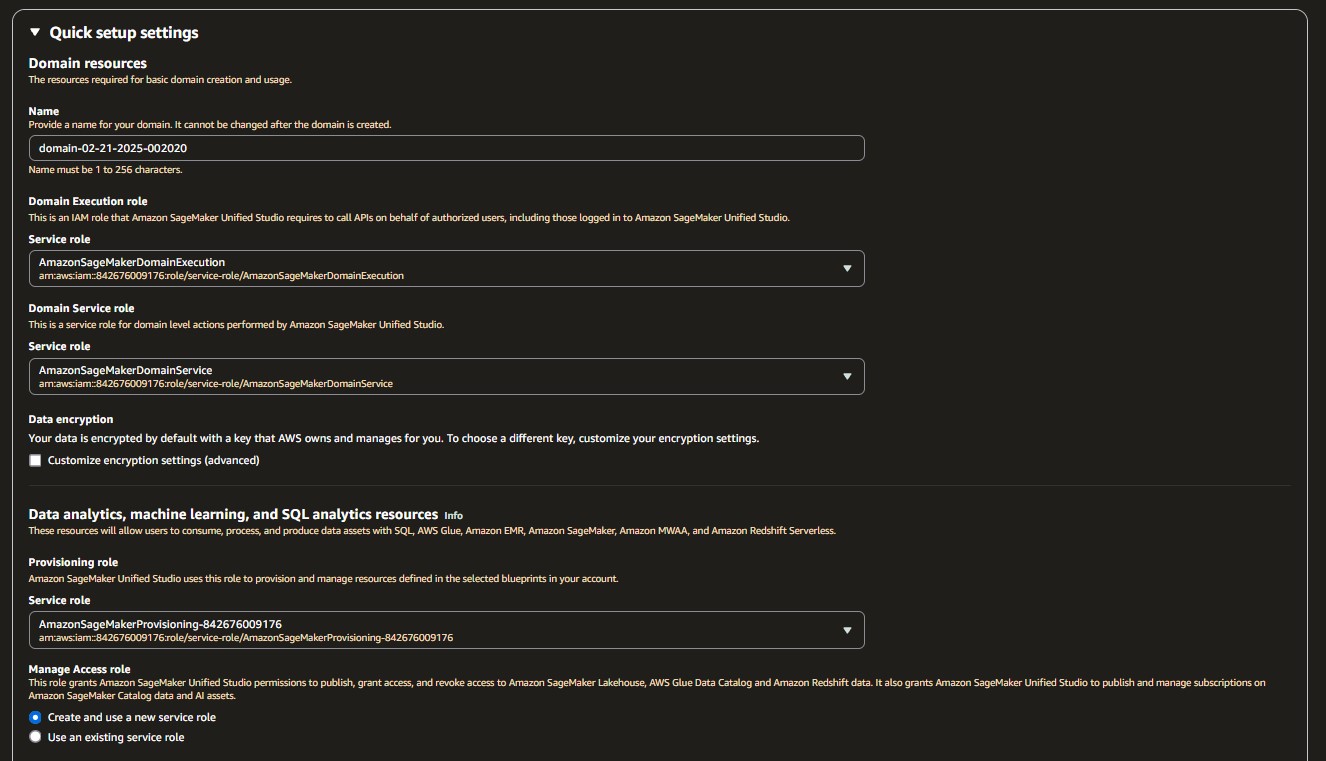 Quick setup settings
Domain resources
The resources required for basic domain creation and usage.
Name
Provide a name for your domain. It cannot be changed after the domain is created.
domain-02-21-2025-002020
Name must be 1 to 256 characters.
Domain Execution role
This is an IAM role that Amazon SageMaker Unified Studio requires to call APIs on behalf of authorized users, including those logged in to Amazon SageMaker Unified Studio.
Service role
AmazonSageMakerDomainExecution
arn:aws:iam::842676009176:role/service-role/AmazonSageMakerDomainExecution
Domain Service role
This is a service role for domain level actions performed by Amazon SageMaker Unified Studio.
Service role
AmazonSageMakerDomainService
arn:aws:iam::842676009176:role/service-role/AmazonSageMakerDomainService
Data encryption
Your data is encrypted by default with a key that AWS owns and manages for you. To choose a different key, customize your encryption settings.
Customize encryption settings (advanced)
Data analytics, machine learning, and SQL analytics resources Info
These resources will allow users to consume, process, and produce data assets with SQL, AWS Glue, Amazon EMR, Amazon SageMaker, Amazon MWAA, and Amazon Redshift Serverless.
Provisioning role
Amazon SageMaker Unified Studio uses this role to provision and manage resources defined in the selected blueprints in your account.
Service role
AmazonSageMakerProvisioning-842676009176
arn:aws:iam::842676009176:role/service-role/AmazonSageMakerProvisioning-842676009176
Manage Access role
This role grants Amazon SageMaker Unified Studio permissions to publish, grant access, and revoke access to Amazon SageMaker Lakehouse, AWS Glue Data Catalog and Amazon Redshift data. It also grants Amazon SageMaker Unified Studio to publish and manage subscriptions on
Amazon SageMaker Catalog data and AI assets.
Create and use a new service role
Use an existing service role